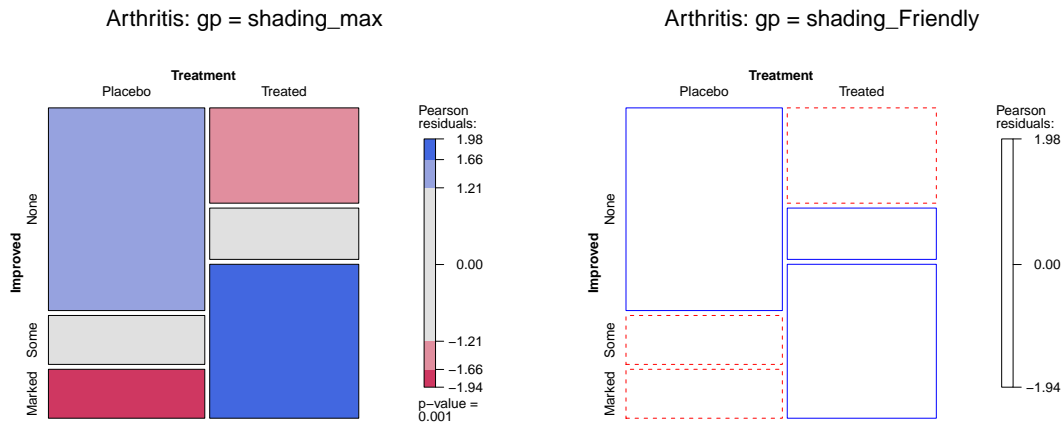 Arthritis: gp = shading_max
Treatment
Placebo Treated
Improved
None
Some
Marked
Pearson
residuals:
1.98
1.66
1.21
0.00
−1.21
−1.66
−1.94
p−value =
0.001
Arthritis: gp = shading_Friendly
Treatment
Placebo Treated
Improved
None
Some
Marked
Pearson
residuals:
1.98
0.00
−1.94